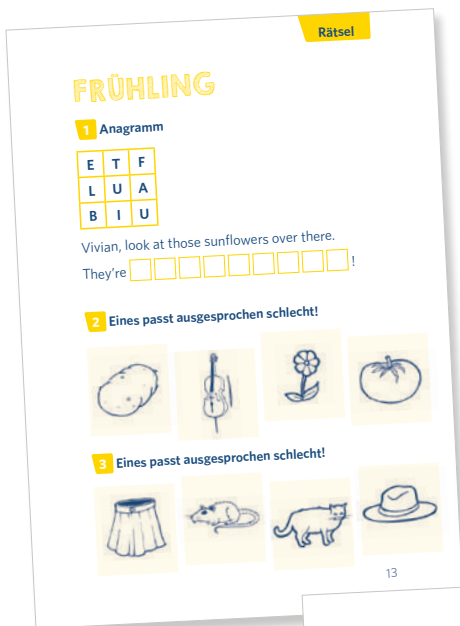 Rätsel
FRÜHLING
1 Anagramm
E T F
L U A
B I U
Vivian, look at those sunflowers over there.
They're !
2 Eines passt ausgesprochen schlecht!
3 Eines passt ausgesprochen schlecht!
13